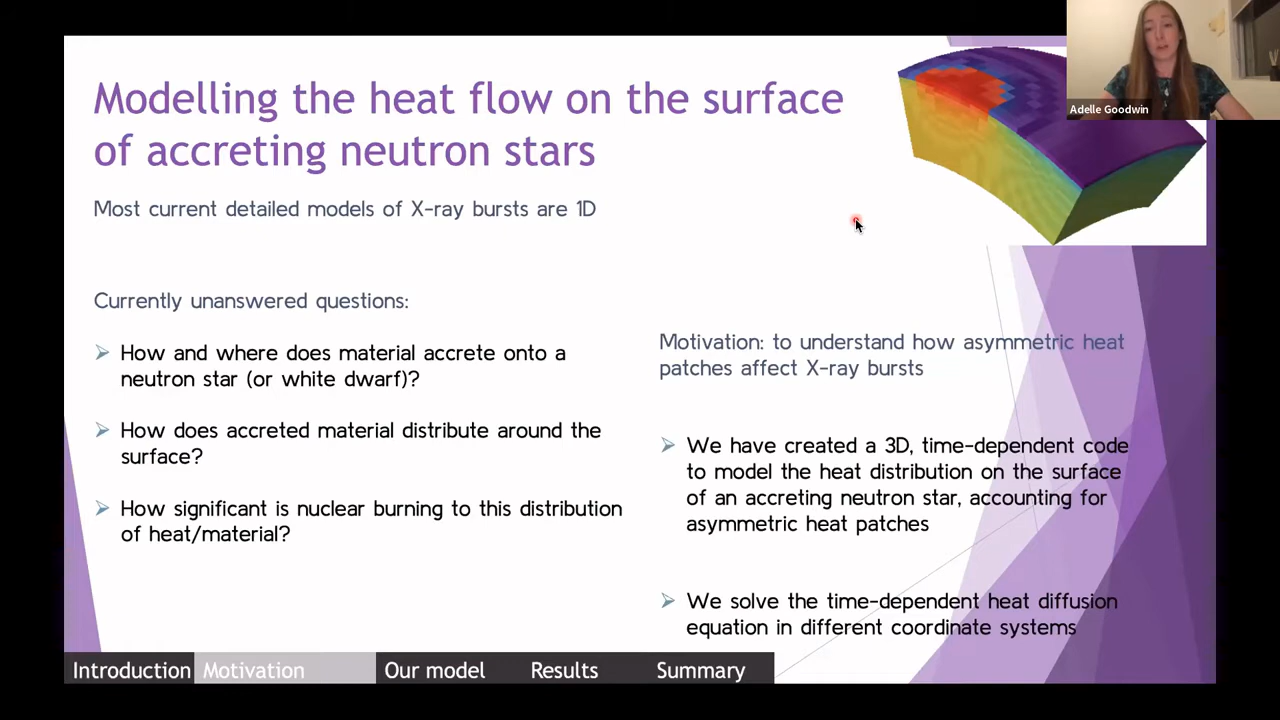 Modelling the heat flow on the surface
of accreting neutron stars
Adelle Goodwin
Most current detailed models of X-ray bursts are 1D
Currently unanswered questions:
How and where does material accrete onto a
neutron star (or white dwarf)?
How does accreted material distribute around the
surface?
How significant is nuclear burning to this distribution
of heat/material?
Motivation: to understand how asymmetric heat
patches affect X-ray bursts
We have created a 3D, time-dependent code
to model the heat distribution on the surface
of an accreting neutron star, accounting for
asymmetric heat patches
We solve the time-dependent heat diffusion
equation in different coordinate systems
Introduction Motivation Our model Results Summary